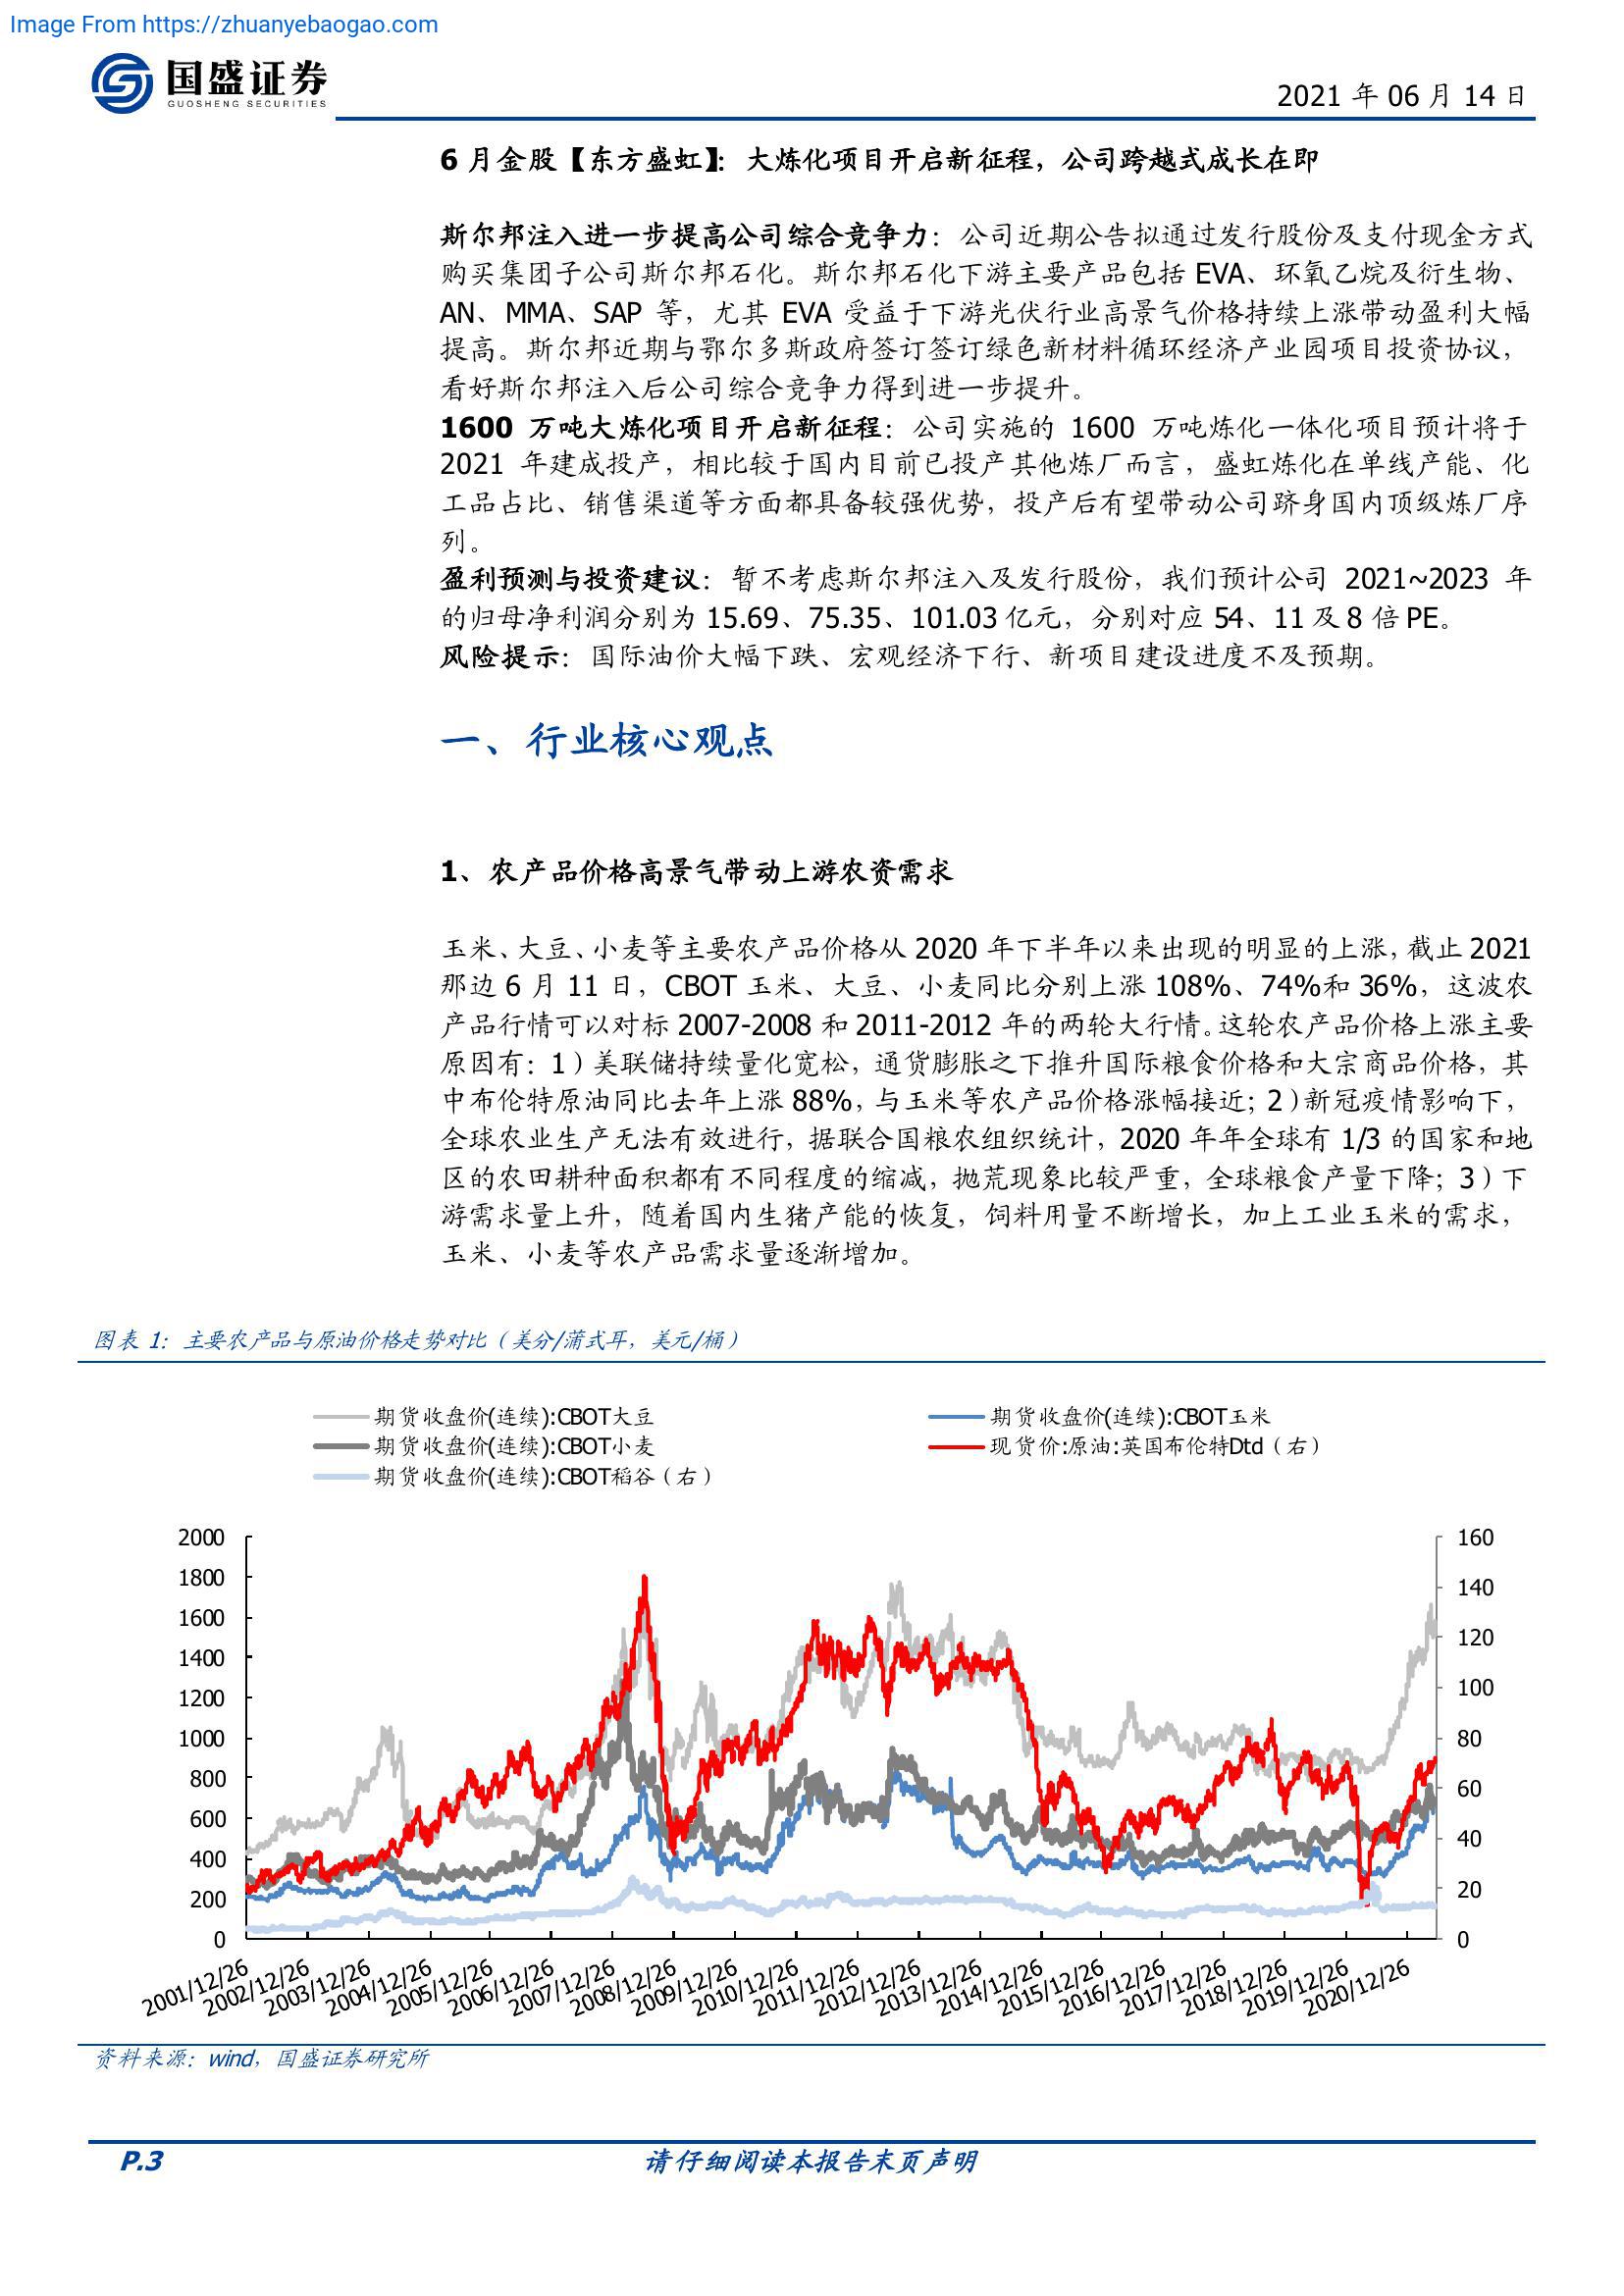 Image From https://zhuanyebaogao.com
国盛证券
GUOSHENG SECURITIES
2021 年 06 月 14 日
6 月金股【东方盛虹】：大炼化项目开启新征程，公司跨越式成长在即
斯尔邦注入进一步提高公司综合竞争力：公司近期公告拟通过发行股份及支付现金方式
购买集团子公司斯尔邦石化。斯尔邦石化下游主要产品包括 EVA、环氧乙烷及衍生物、
AN、MMA、SAP 等，尤其 EVA 受益于下游光伏行业高景气价格持续上涨带动盈利大幅
提高。斯尔邦近期与鄂尔多斯政府签订签订绿色新材料循环经济产业园项目投资协议，
看好斯尔邦注入后公司综合竞争力得到进一步提升。
1600 万吨大炼化项目开启新征程：公司实施的 1600 万吨炼化一体化项目预计将于
2021 年建成投产，相比较于国内目前已投产其他炼厂而言，盛虹炼化在单线产能、化
工品占比、销售渠道等方面都具备较强优势，投产后有望带动公司跻身国内顶级炼厂序
列。
盈利预测与投资建议：暂不考虑斯尔邦注入及发行股份，我们预计公司 2021~2023 年
的归母净利润分别为 15.69、75.35、101.03 亿元，分别对应 54、11 及 8 倍 PE。
风险提示：国际油价大幅下跌、宏观经济下行、新项目建设进度不及预期。
一、行业核心观点
1、农产品价格高景气带动上游农资需求
玉米、大豆、小麦等主要农产品价格从 2020 年下半年以来出现的明显的上涨，截止 2021
那边 6 月 11 日，CBOT 玉米、大豆、小麦同比分别上涨 108%、74%和 36%，这波农
产品行情可以对标 2007-2008 和 2011-2012 年的两轮大行情。这轮农产品价格上涨主要
原因有：1）美联储持续量化宽松，通货膨胀之下推升国际粮食价格和大宗商品价格，其
中布伦特原油同比去年上涨 88%，与玉米等农产品价格涨幅接近；2）新冠疫情影响下，
全球农业生产无法有效进行，据联合国粮农组织统计，2020 年年全球有 1/3 的国家和地
区的农田耕种面积都有不同程度的缩减，抛荒现象比较严重，全球粮食产量下降；3）下
游需求量上升，随着国内生猪产能的恢复，饲料用量不断增长，加上工业玉米的需求，
玉米、小麦等农产品需求量逐渐增加。
图表 1：主要农产品与原油价格走势对比（美分/蒲式耳，美元/桶）
期货收盘价(连续):CBOT大豆
期货收盘价(连续):CBOT玉米
期货收盘价(连续):CBOT小麦
现货价:原油:英国布伦特Dtd（右）
期货收盘价(连续):CBOT稻谷（右）
2000
1800
1600
1400
1200
1000
800
600
400
200
0
160
140
120
100
80
60
40
20
0
2001/12/26
2002/12/26
2003/12/26
2004/12/26
2005/12/26
2006/12/26
2007/12/26
2008/12/26
2009/12/26
2010/12/26
2011/12/26
2012/12/26
2013/12/26
2014/12/26
2015/12/26
2016/12/26
2017/12/26
2018/12/26
2019/12/26
2020/12/26
资料来源：wind，国盛证券研究所
P.3
请仔细阅读本报告末页声明